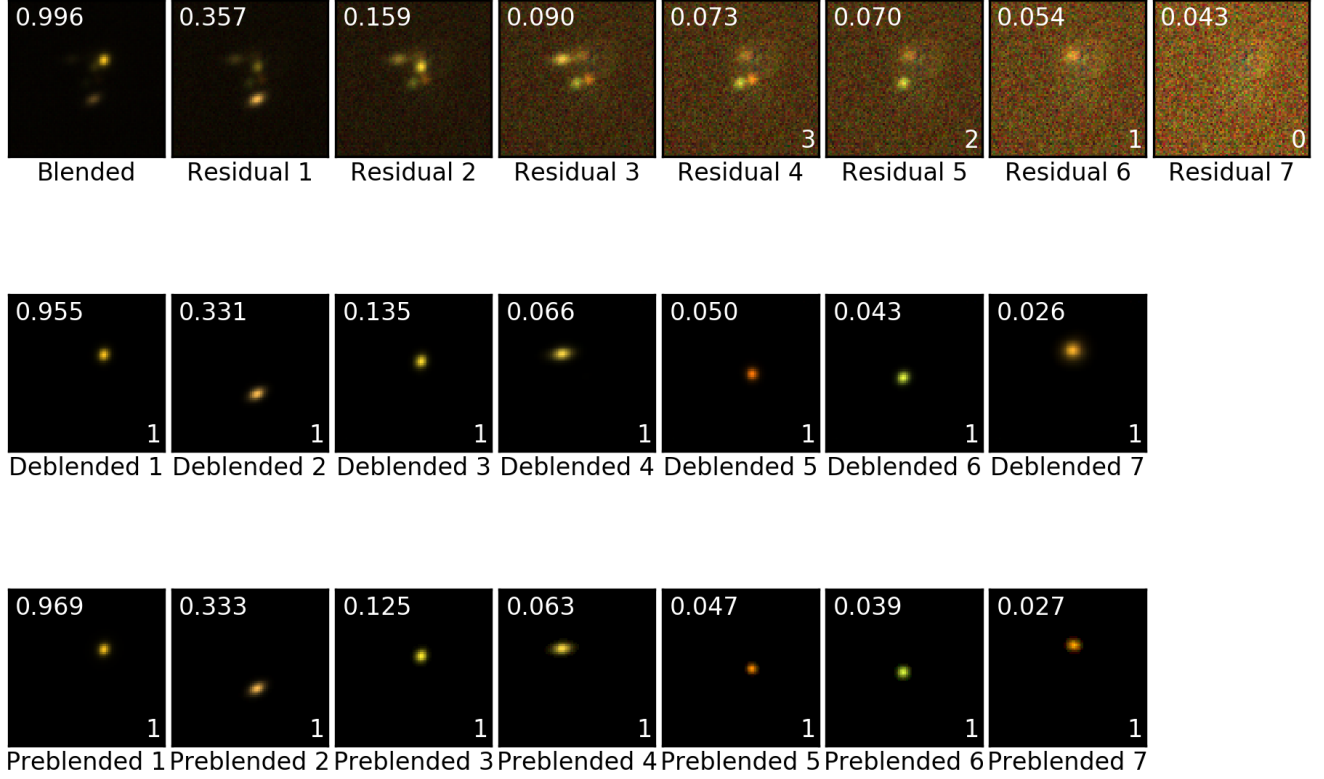 0.996 0.357 0.159 0.090 0.073 0.070 0.054 0.043
3 2 1 0
Blended Residual 1 Residual 2 Residual 3 Residual 4 Residual 5 Residual 6 Residual 7
0.955 0.331 0.135 0.066 0.050 0.043 0.026
1 1 1 1 1 1 1
Deblended 1 Deblended 2 Deblended 3 Deblended 4 Deblended 5 Deblended 6 Deblended 7
0.969 0.333 0.125 0.063 0.047 0.039 0.027
1 1 1 1 1 1 1
Preblended 1 Preblended 2 Preblended 3 Preblended 4 Preblended 5 Preblended 6 Preblended 7